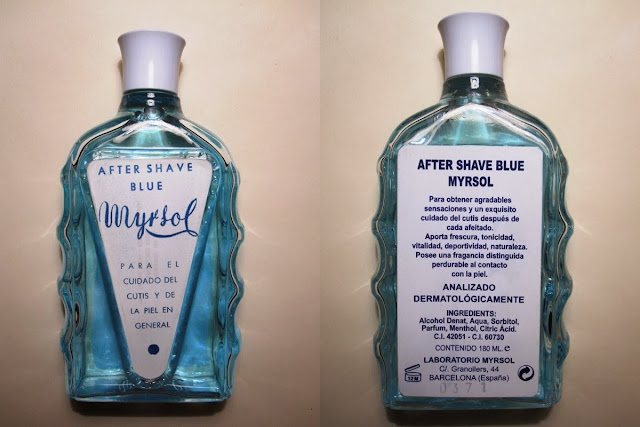 AFTER SHAVE
BLUE
Myrsol
PARA EL
CUIDADO DEL
CUTIS Y DE
LA PIEL EN
GENERAL
AFTER SHAVE BLUE
MYRSOL
Para obtener agradables
sensaciones y un exquisito
cuidado del cutis después de
cada afeitado.
Aporta frescura, tonicidad,
vitalidad, deportividad, naturaleza.
Posee una fragancia distinguida
perdurable al contacto
con la piel.
ANALIZADO
DERMATOLÓGICAMENTE
INGREDIENTS:
Alcohol Denat, Aqua, Sorbitol,
Parfum, Menthol, Citric Acid.
C.I. 42051 - C.I. 60730
CONTENIDO 180 ML. e
LABORATORIO MYRSOL
C/. Granollers, 44
12M BARCELONA (España)
0371